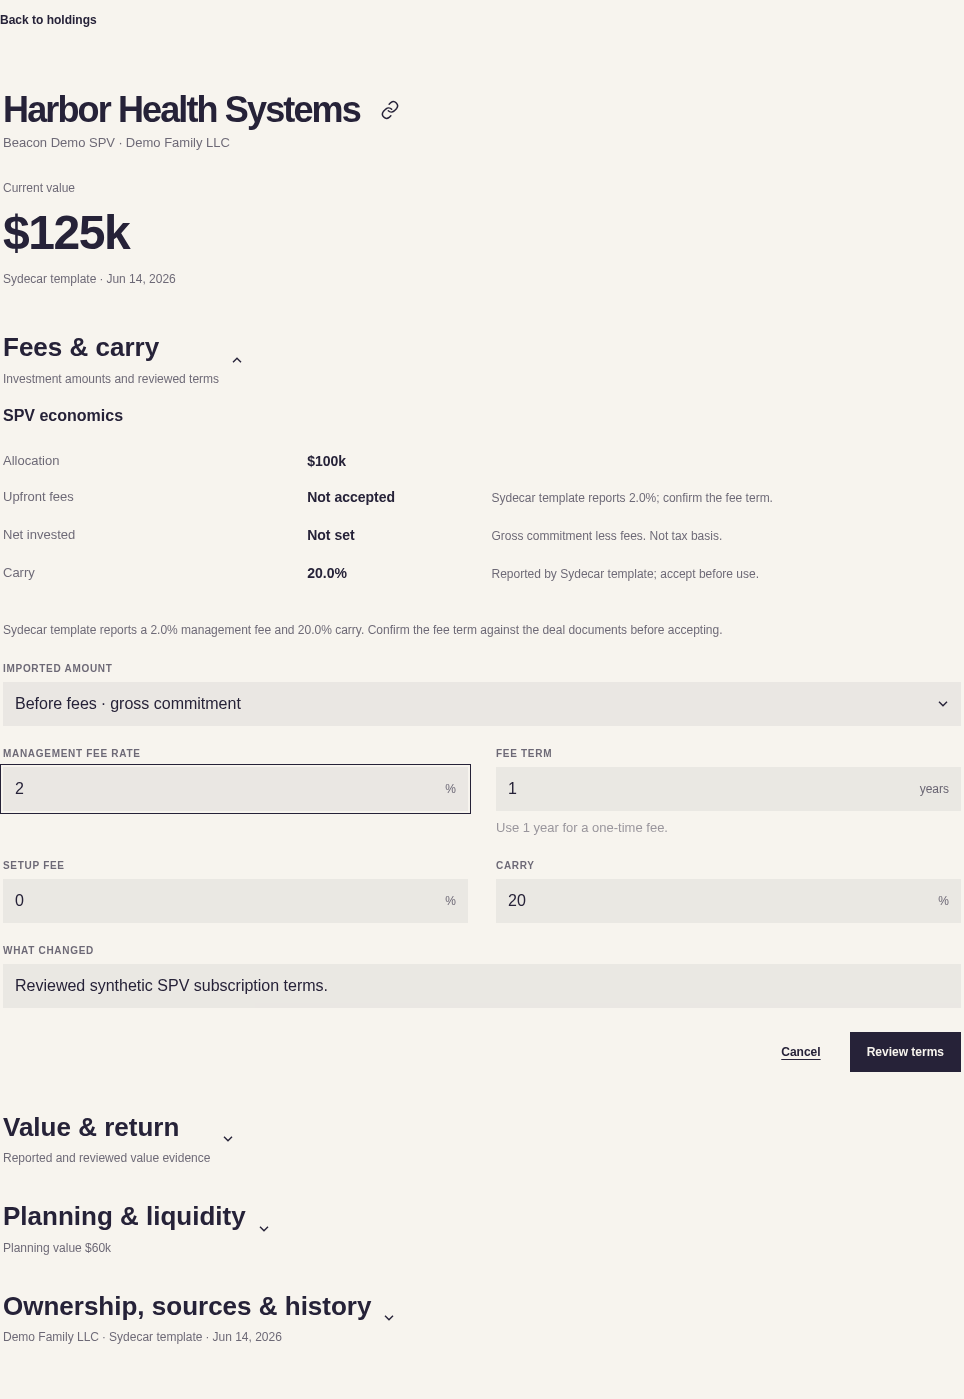 Back to holdings
Harbor Health Systems
Beacon Demo SPV · Demo Family LLC
Current value
$125k
Sydecar template · Jun 14, 2026
Fees & carry
Investment amounts and reviewed terms
SPV economics
Allocation $100k
Upfront fees Not accepted Sydecar template reports 2.0%; confirm the fee term.
Net invested Not set Gross commitment less fees. Not tax basis.
Carry 20.0% Reported by Sydecar template; accept before use.
Sydecar template reports a 2.0% management fee and 20.0% carry. Confirm the fee term against the deal documents before accepting.
IMPORTED AMOUNT
Before fees · gross commitment
MANAGEMENT FEE RATE FEE TERM
2 % 1 years
Use 1 year for a one-time fee.
SETUP FEE CARRY
0 % 20 %
WHAT CHANGED
Reviewed synthetic SPV subscription terms.
Cancel Review terms
Value & return
Reported and reviewed value evidence
Planning & liquidity
Planning value $60k
Ownership, sources & history
Demo Family LLC · Sydecar template · Jun 14, 2026